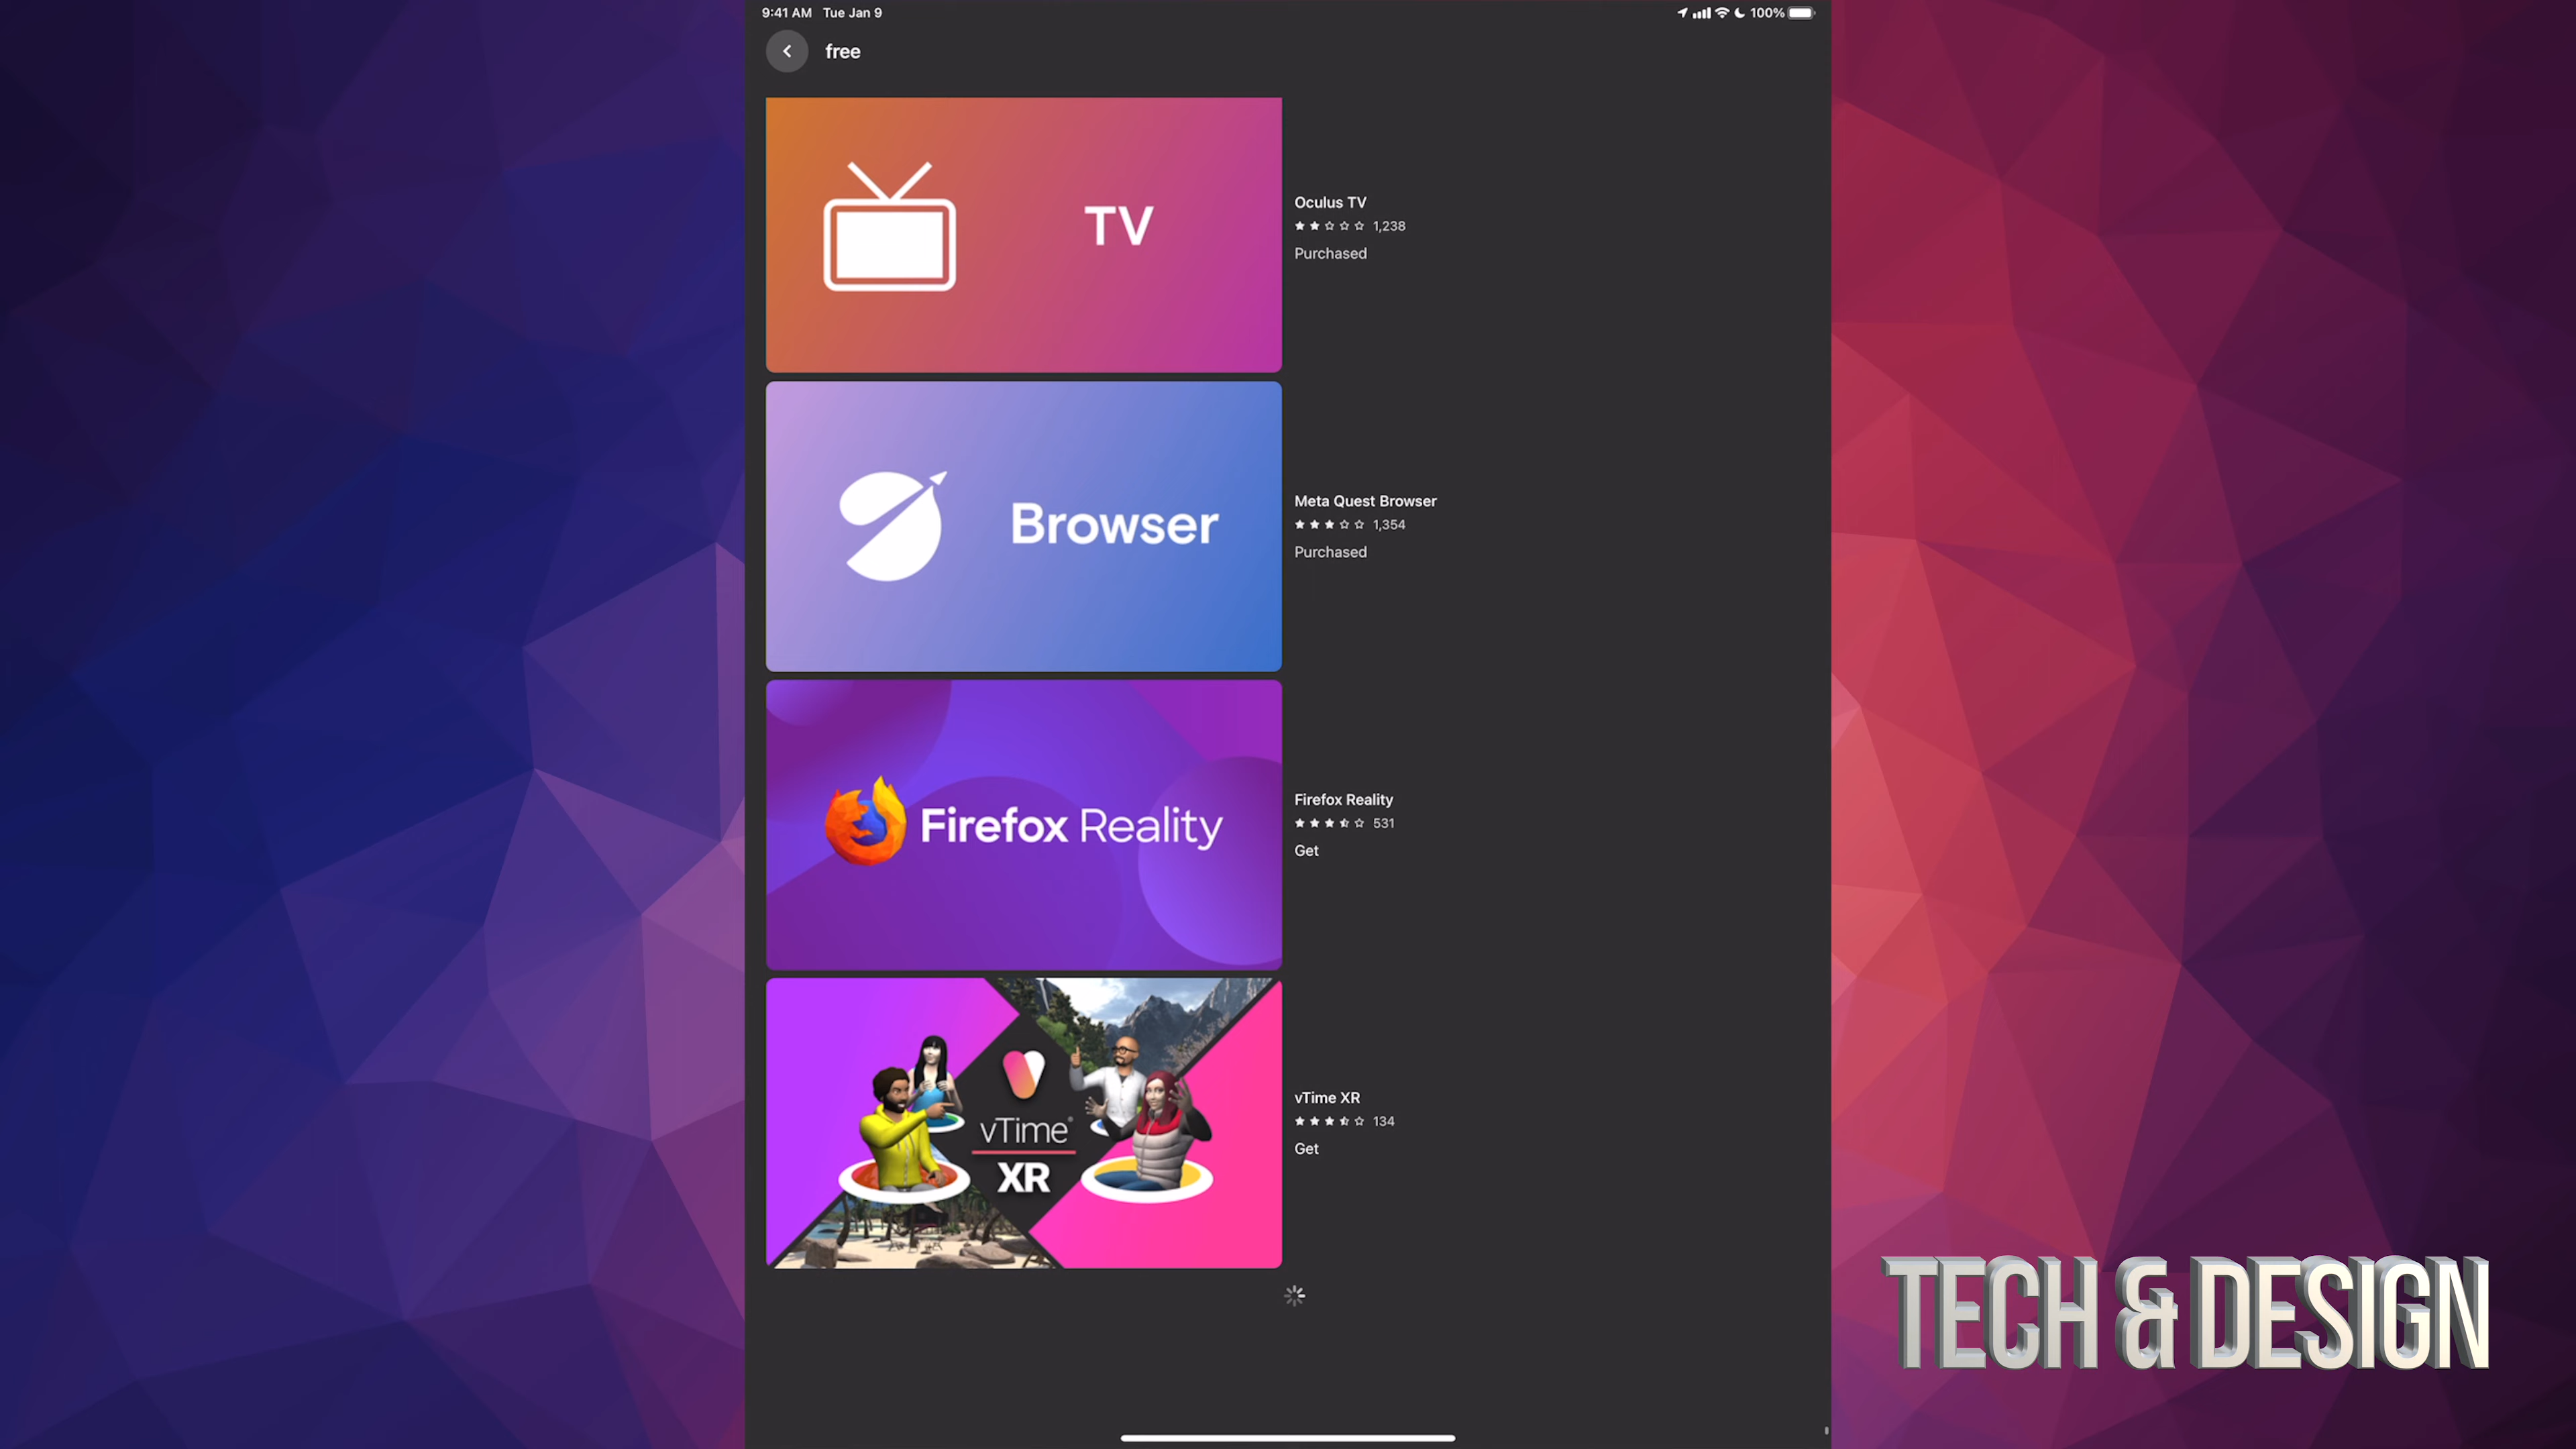 9:41 AM Tue Jan 9
100%
free
TV
Oculus TV
1,238
Purchased
Browser
Meta Quest Browser
1,354
Purchased
Firefox Reality
Firefox Reality
531
Get
vTime®
XR
vTime XR
134
Get
TECH & DESIGN